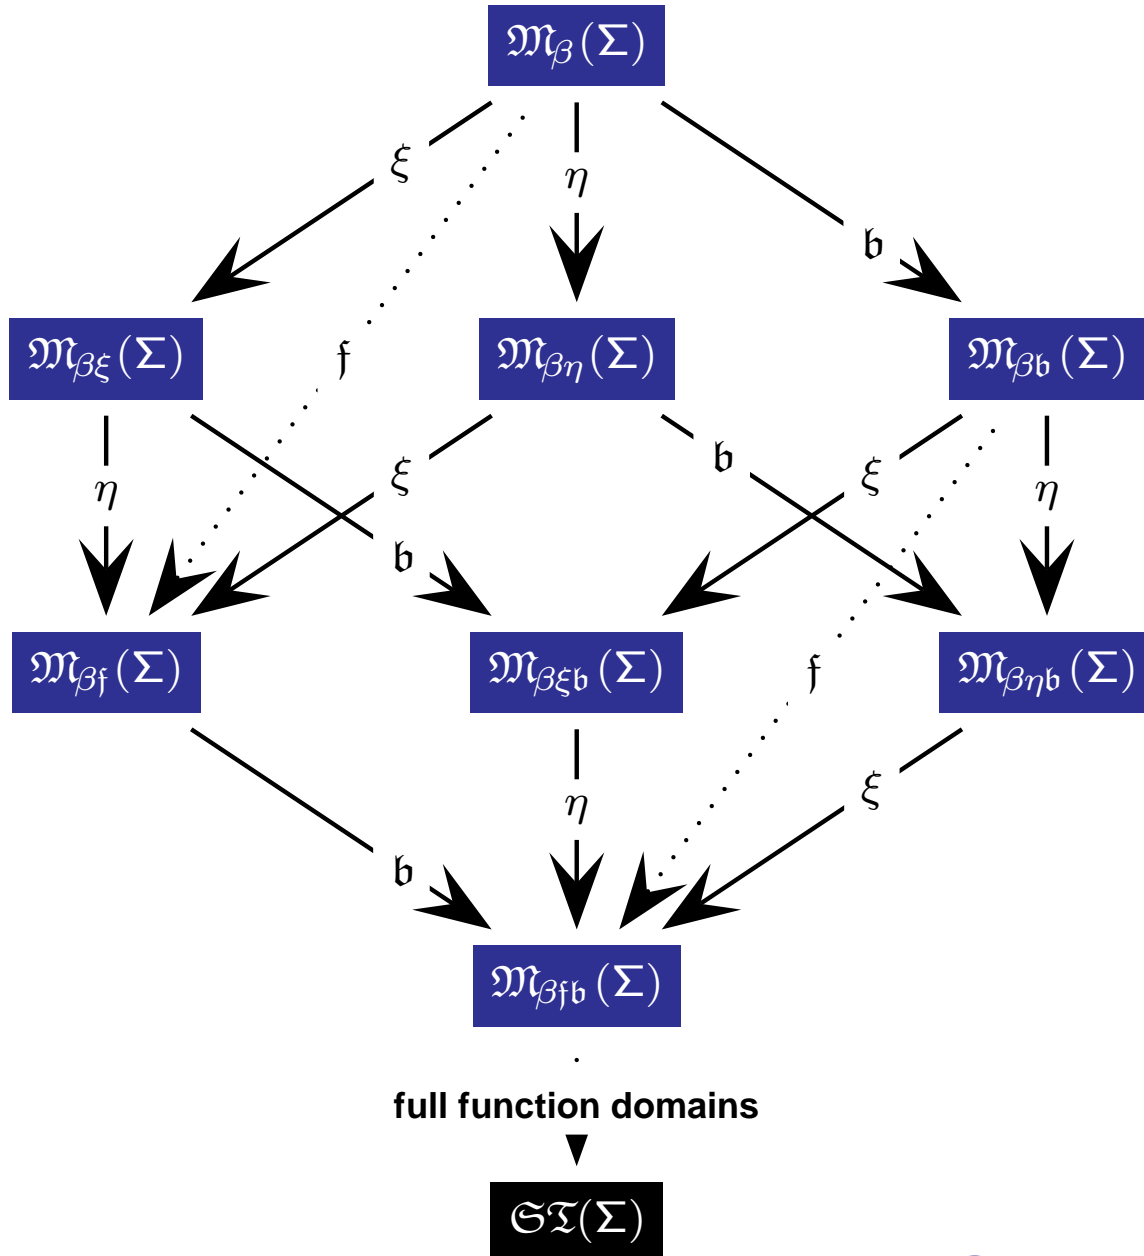 𝔐β(Σ)
ξ
η
𝔟
𝔐βξ(Σ)
𝔣
𝔐βη(Σ)
𝔐β𝔟(Σ)
η
ξ
𝔟
ξ
η
𝔟
𝔐β𝔣(Σ)
𝔐βξ𝔟(Σ)
𝔣
𝔐βη𝔟(Σ)
𝔟
η
ξ
𝔐β𝔣𝔟(Σ)
full function domains
𝔖𝔗(Σ)